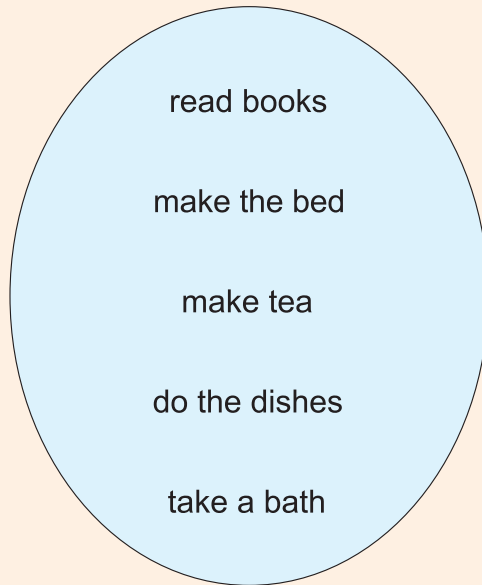 read books
make the bed
make tea
do the dishes
take a bath